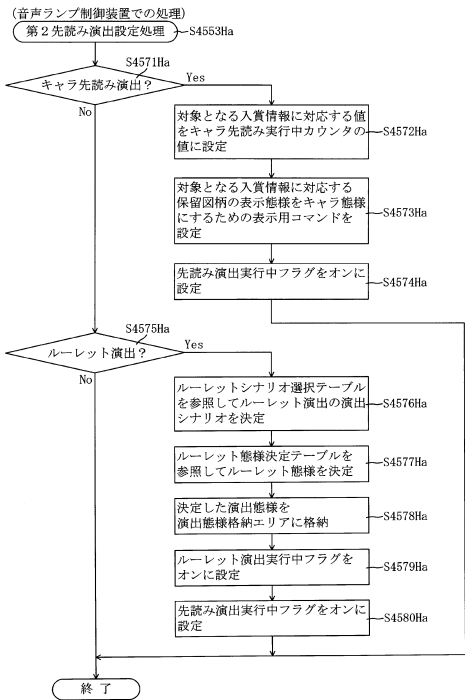 (音声ランプ制御装置での処理)
第2先読み演出設定処理
S4553Ha
S4571Ha
キャラ先読み演出?
Yes
No
対象となる入賞情報に対応する値
をキャラ先読み実行中カウンタの
値に設定
S4572Ha
対象となる入賞情報に対応する
保留図柄の表示態様をキャラ態様
にするための表示用コマンドを
設定
S4573Ha
先読み演出実行中フラグをオンに
設定
S4574Ha
S4575Ha
ルーレット演出?
Yes
No
ルーレットシナリオ選択テーブル
を参照してルーレット演出の演出
シナリオを決定
S4576Ha
ルーレット態様決定テーブルを
参照してルーレット態様を決定
S4577Ha
決定した演出態様を
演出態様格納エリアに格納
S4578Ha
ルーレット演出実行中フラグを
オンに設定
S4579Ha
先読み演出実行中フラグをオンに
設定
S4580Ha
終 了